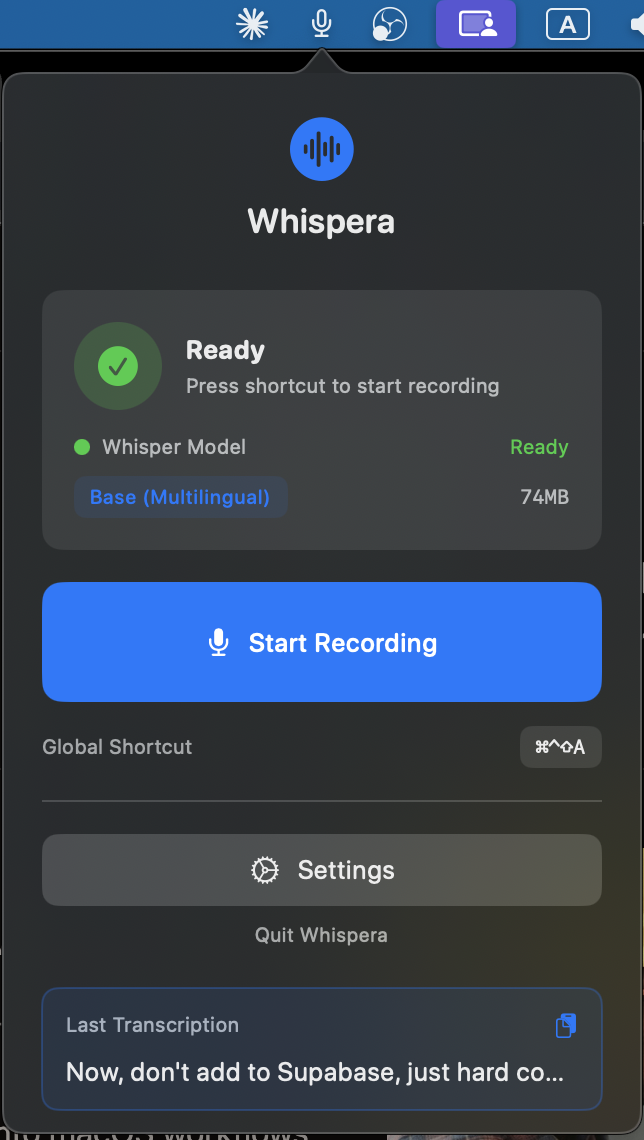 A
Whispera
Ready
Press shortcut to start recording
Whisper Model Ready
Base (Multilingual) 74MB
Start Recording
Global Shortcut ⌘^⇧A
Settings
Quit Whispera
Last Transcription
Now, don't add to Supabase, just hard co...